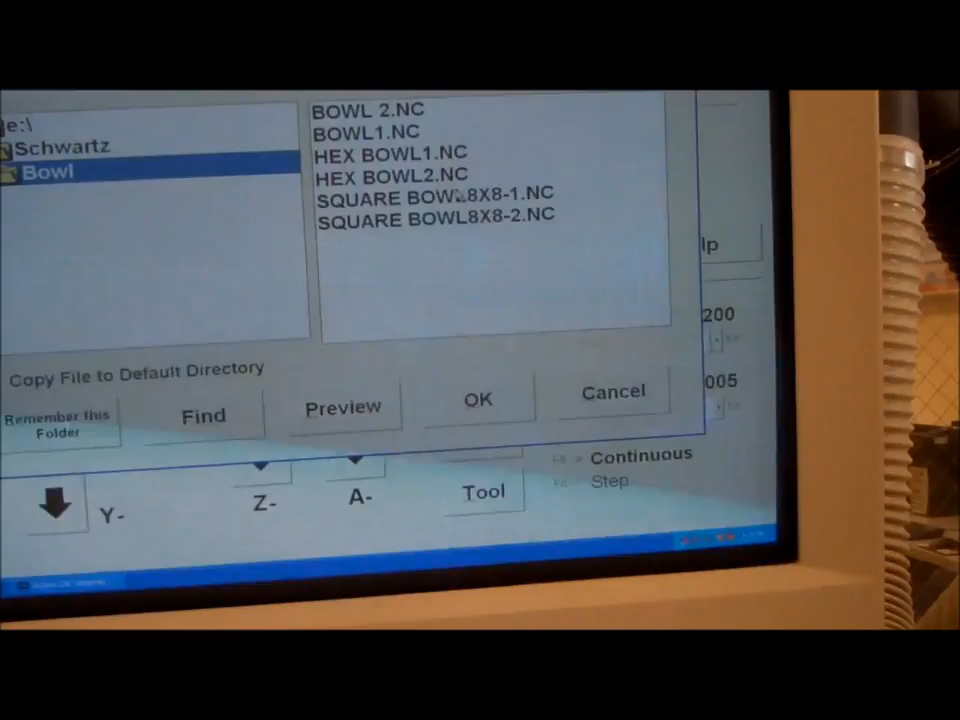 e:\
Schwartz
Bowl
BOWL 2.NC
BOWL1.NC
HEX BOWL1.NC
HEX BOWL2.NC
SQUARE BOWL8X8-1.NC
SQUARE BOWL8X8-2.NC
lp
200
005
Copy File to Default Directory
Remember this
Folder
Find
Preview
OK
Cancel
Y-
Z-
A-
Tool
Continuous
Step